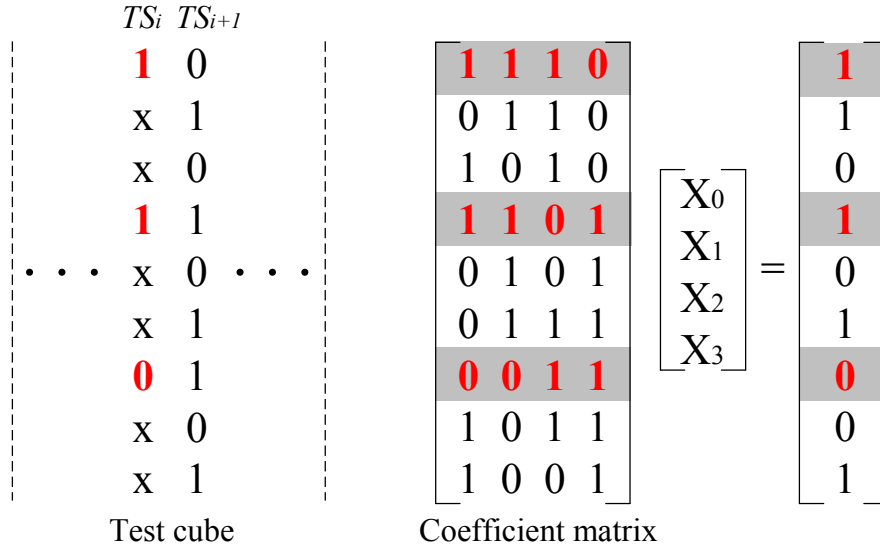 TSi TSi+1
1 0 1 1 1 0 1
x 1 0 1 1 0 1
x 0 1 0 1 0 0
X0
1 1 1 1 0 1 1
X1
· · · x 0 · · · 0 1 0 1 = 0
X2
x 1 0 1 1 1 1
X3
0 1 0 0 1 1 0
x 0 1 0 1 1 0
x 1 1 0 0 1 1
Test cube Coefficient matrix